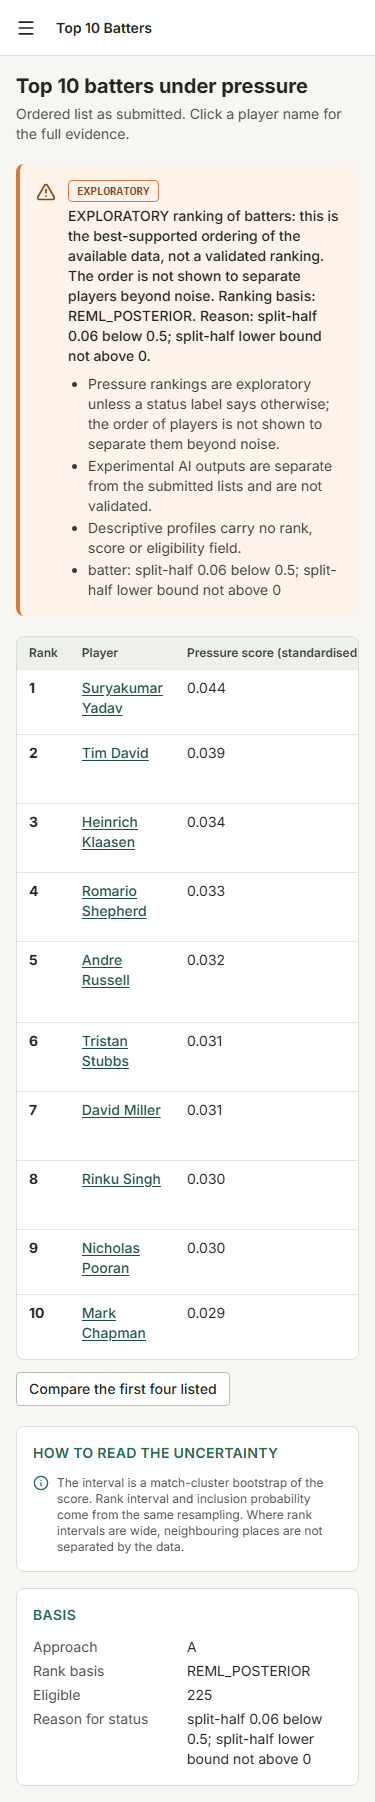 Top 10 Batters
Top 10 batters under pressure
Ordered list as submitted. Click a player name for
the full evidence.
EXPLORATORY
EXPLORATORY ranking of batters: this is
the best-supported ordering of the
available data, not a validated ranking.
The order is not shown to separate
players beyond noise. Ranking basis:
REML_POSTERIOR. Reason: split-half
0.06 below 0.5; split-half lower bound
not above 0.
• Pressure rankings are exploratory
unless a status label says otherwise;
the order of players is not shown to
separate them beyond noise.
• Experimental AI outputs are separate
from the submitted lists and are not
validated.
• Descriptive profiles carry no rank,
score or eligibility field.
• batter: split-half 0.06 below 0.5; split-
half lower bound not above 0
Rank Player Pressure score (standardised
1 Suryakumar 0.044
Yadav
2 Tim David 0.039
3 Heinrich 0.034
Klaasen
4 Romario 0.033
Shepherd
5 Andre 0.032
Russell
6 Tristan 0.031
Stubbs
7 David Miller 0.031
8 Rinku Singh 0.030
9 Nicholas 0.030
Pooran
10 Mark 0.029
Chapman
Compare the first four listed
HOW TO READ THE UNCERTAINTY
The interval is a match-cluster bootstrap of the
score. Rank interval and inclusion probability
come from the same resampling. Where rank
intervals are wide, neighbouring places are not
separated by the data.
BASIS
Approach A
Rank basis REML_POSTERIOR
Eligible 225
Reason for status split-half 0.06 below
0.5; split-half lower
bound not above 0